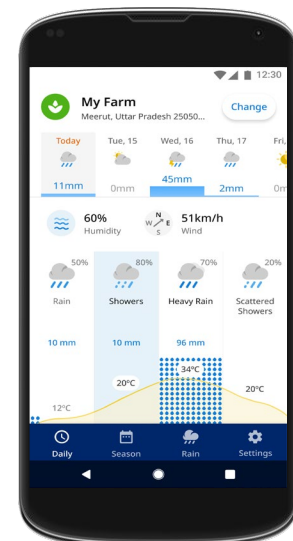 12:30
My Farm
Meerut, Uttar Pradesh 25050...
Change
Today
Tue, 15
Wed, 16
Thu, 17
Fri,
11mm
0mm
45mm
2mm
0m
60%
Humidity
N
W E
S
51km/h
Wind
50%
80%
70%
20%
Rain
Showers
Heavy Rain
Scattered
Showers
10 mm
10 mm
96 mm
34°C
20°C
20°C
12°C
Daily
Season
Rain
Settings